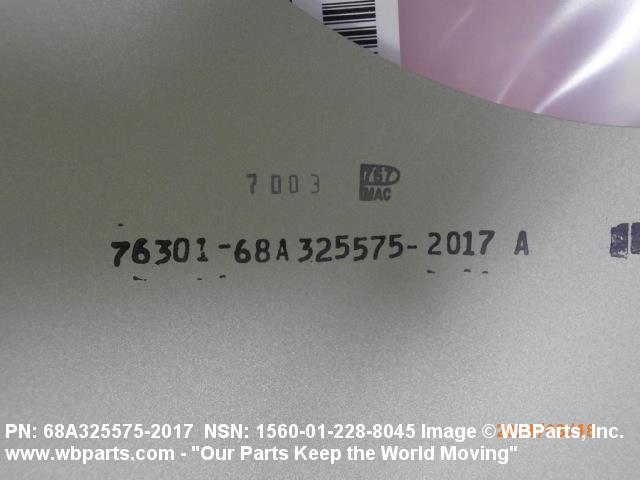 7003 767
MAC
76301-68A325575-2017 A
PN: 68A325575-2017 NSN: 1560-01-228-8045 Image © WBParts, Inc.
www.wbparts.com - "Our Parts Keep the World Moving"